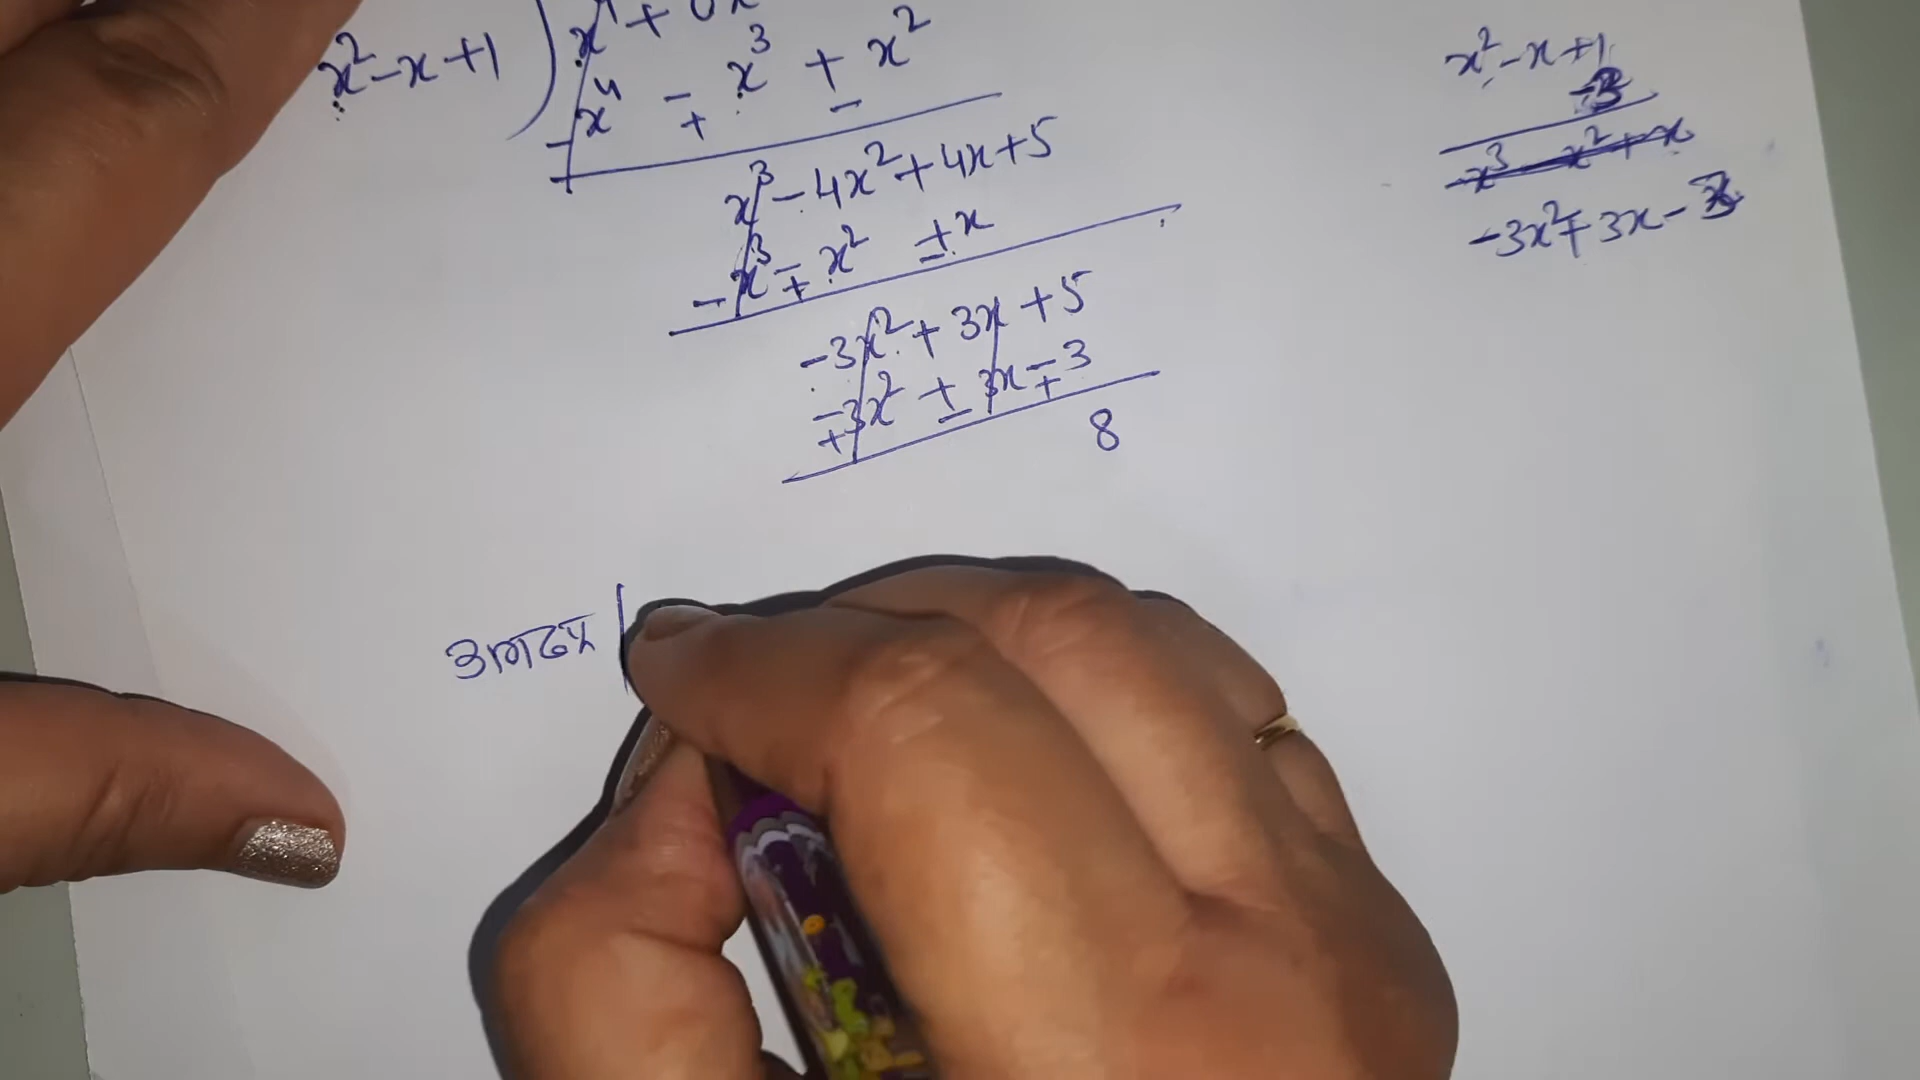 x² - x + 1 ) x⁴ + 0x
x⁴ - x³ + x²
- + -
x³ - 4x² + 4x + 5
x³ - x² + x
- + -
-3x² + 3x + 5
-3x² + 3x - 3
+ - +
8
x² - x + 1
-3
-3x² + 3x - 3